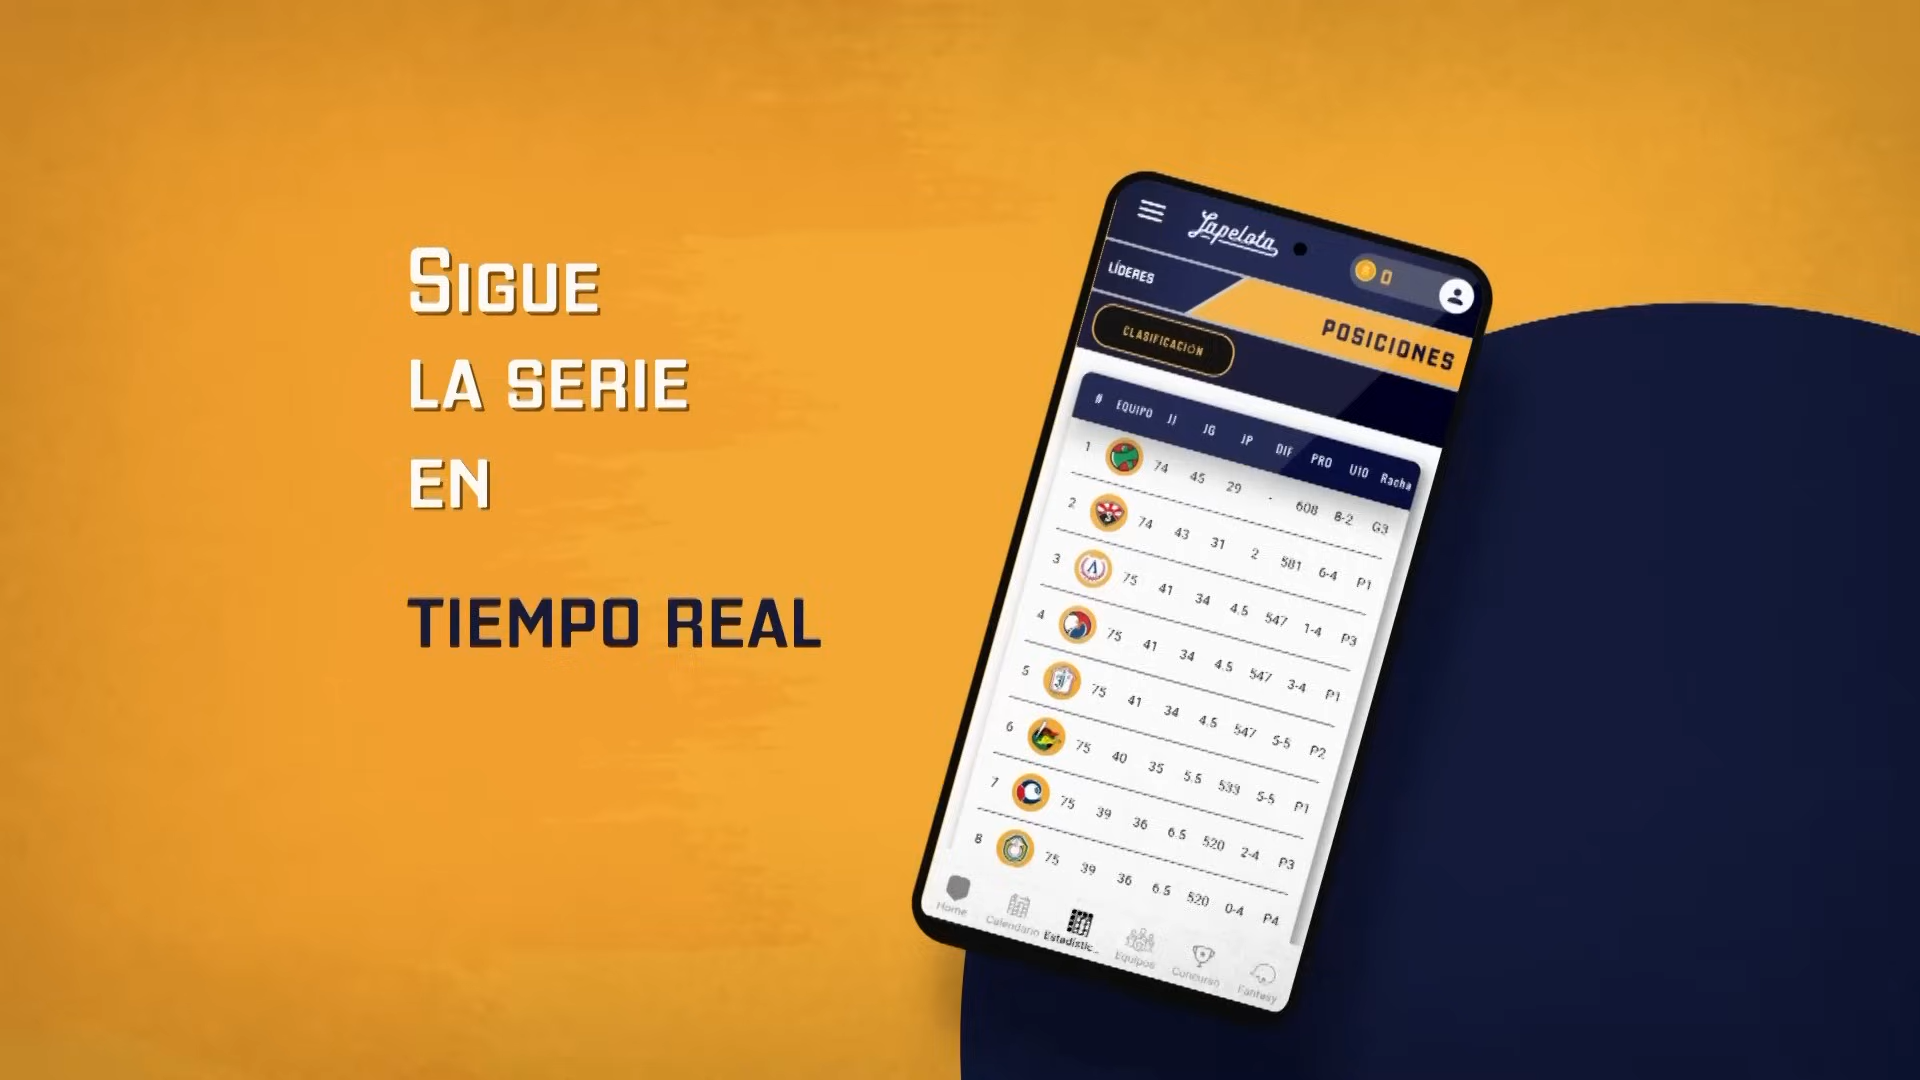 Sigue
la serie
en
tiempo real
Lapelota
0
LÍDERES
POSICIONES
CLASIFICACIÓN
# EQUIPO JJ JG JP DIF PRO U10 Racha
1 74 45 29 - 608 8-2 G3
2 74 43 31 2 581 6-4 P1
3 75 41 34 4.5 547 1-4 P3
4 75 41 34 4.5 547 3-4 P1
5 75 41 34 4.5 547 5-5 P2
6 75 40 35 5.5 533 5-5 P1
7 75 39 36 6.5 520 2-4 P3
8 75 39 36 6.5 520 0-4 P4
Home Calendario Estadístic... Equipos Concurso Fantasy